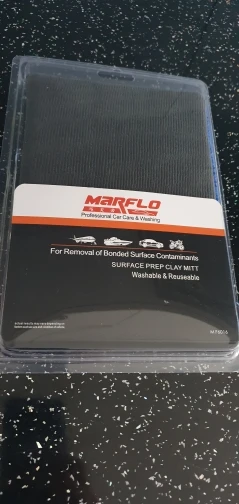 MARFLO
Professional Car Care & Washing
For Removal of Bonded Surface Contaminants
SURFACE PREP CLAY MITT
Washable & Reuseable